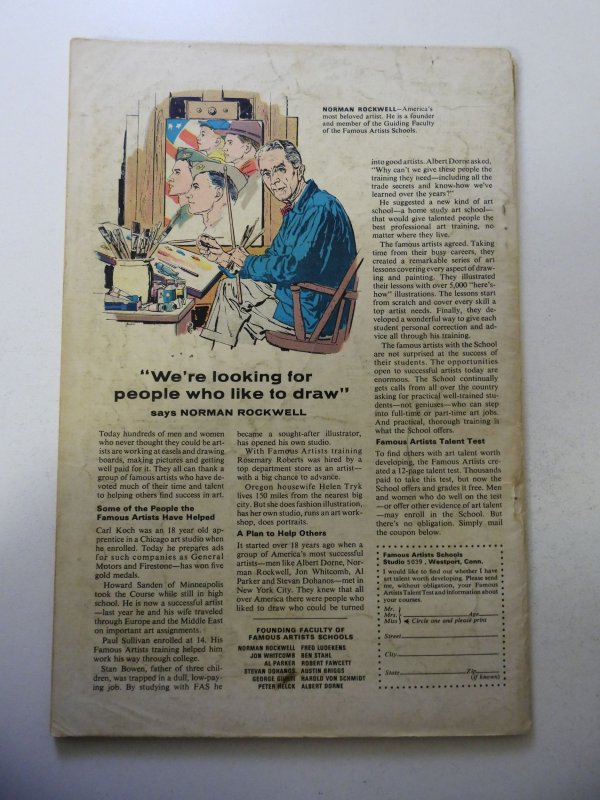 NORMAN ROCKWELL—America's
most beloved artist. He is a founder
and member of the Guiding Faculty
of the Famous Artists Schools.
"We're looking for
people who like to draw"
says NORMAN ROCKWELL
Today hundreds of men and women
who never thought they could be art-
ists are working at easels and drawing
boards, making pictures and getting
well paid for it. They all can thank a
group of famous artists who have de-
voted much of their time and talent
to helping others find success in art.
Some of the People the
Famous Artists Have Helped
Carl Koch was an 18 year old ap-
prentice in a Chicago art studio when
he enrolled. Today he prepares ads
for such companies as General
Motors and Firestone—has won five
gold medals.
Howard Sanden of Minneapolis
took the Course while still in high
school. He is now a successful artist
—last year he and his wife traveled
through Europe and the Middle East
on important art assignments.
Paul Sullivan enrolled at 14. His
Famous Artists training helped him
work his way through college.
Stan Bowen, father of three chil-
dren, was trapped in a dull, low-pay-
ing job. By studying with FAS he
became a sought-after illustrator,
has opened his own studio.
With Famous Artists training
Rosemary Roberts was hired by a
top department store as an artist—
with a big chance to advance.
Oregon housewife Helen Tryk
lives 150 miles from the nearest big
city. But she does fashion illustration,
has her own studio, runs an art work-
shop, does portraits.
A Plan to Help Others
It started over 18 years ago when a
group of America's most successful
artists—men like Albert Dorne, Nor-
man Rockwell, Jon Whitcomb, Al
Parker and Stevan Dohanos—met in
New York City. They knew that all
over America there were people who
liked to draw who could be turned
FOUNDING FACULTY OF
FAMOUS ARTISTS SCHOOLS
NORMAN ROCKWELL FRED LUDEKENS
JON WHITCOMB BEN STAHL
AL PARKER ROBERT FAWCETT
STEVAN DOHANOS AUSTIN BRIGGS
GEORGE GIUSTI HAROLD VON SCHMIDT
PETER HELCK ALBERT DORNE
into good artists. Albert Dorne asked,
"Why can't we give these people the
training they need—including all the
trade secrets and know-how we've
learned over the years?"
He suggested a new kind of art
school—a home study art school—
that would give talented people the
best professional art training, no
matter where they live.
The famous artists agreed. Taking
time from their busy careers, they
created a remarkable series of art
lessons covering every aspect of draw-
ing and painting. They illustrated
their lessons with over 5,000 "here's-
how" illustrations. The lessons start
from scratch and cover every skill a
top artist needs. Finally, they de-
veloped a wonderful way to give each
student personal correction and ad-
vice all through his training.
The famous artists with the School
are not surprised at the success of
their students. The opportunities
open to successful artists today are
enormous. The School continually
gets calls from all over the country
asking for practical well-trained stu-
dents—not geniuses—who can step
into full-time or part-time art jobs.
And practical, thorough training is
what the School offers.
Famous Artists Talent Test
To find others with art talent worth
developing, the Famous Artists cre-
ated a 12-page talent test. Thousands
paid to take this test, but now the
School offers and grades it free. Men
and women who do well on the test
—or offer other evidence of art talent
—may enroll in the School. But
there's no obligation. Simply mail
the coupon below.
Famous Artists Schools
Studio 5039, Westport, Conn.
I would like to find out whether I have
art talent worth developing. Please send
me, without obligation, your Famous
Artists Talent Test and information about
your courses.
Mr.
Mrs. Age
Miss Circle one and please print
Street
City
State Zip
(if known)